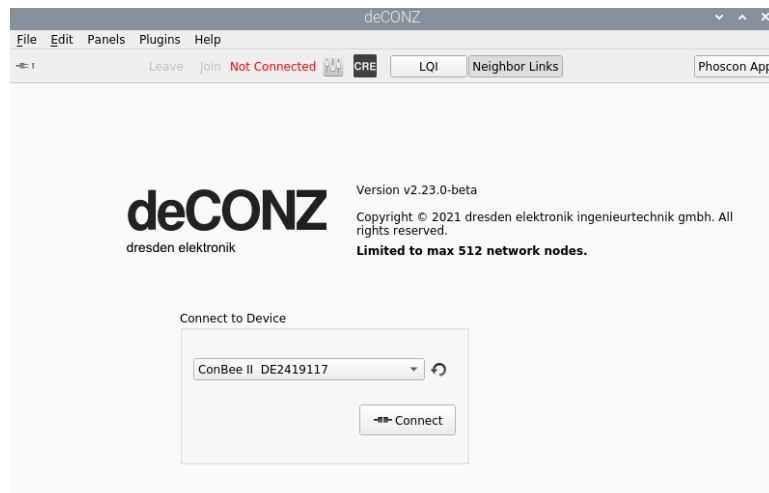 deCONZ
File Edit Panels Plugins Help
Leave Join Not Connected CRE LQI Neighbor Links Phoscon App
deCONZ
dresden elektronik
Version v2.23.0-beta
Copyright © 2021 dresden elektronik ingenieurtechnik gmbh. All
rights reserved.
Limited to max 512 network nodes.
Connect to Device
ConBee II DE2419117
Connect